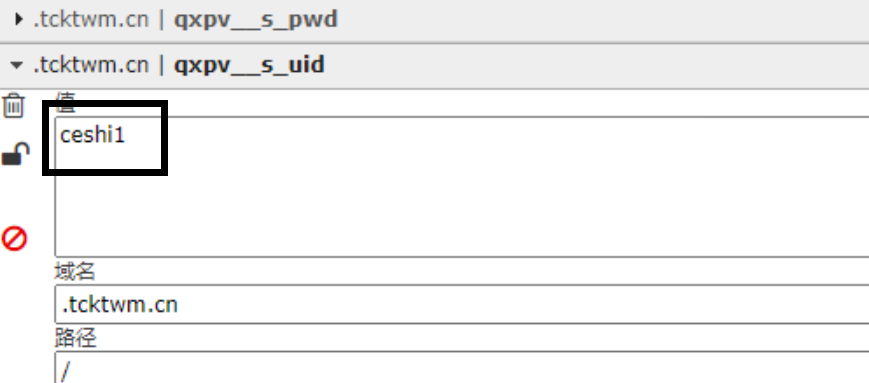 .tcktwm.cn | qxpv__s_pwd
.tcktwm.cn | qxpv__s_uid
值
ceshi1
域名
.tcktwm.cn
路径
/